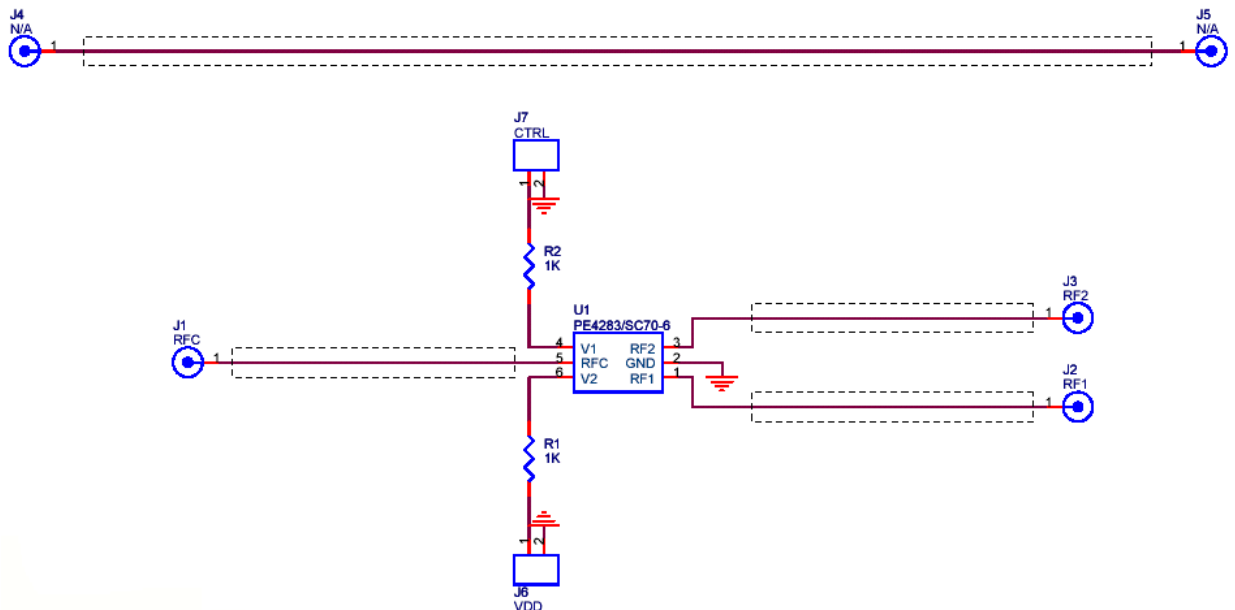 J4
N/A
1
J5
N/A
1
J7
CTRL
1
2
R2
1K
J3
RF2
1
U1
PE4283/SC70-6
J1
RFC
1
4
V1
RF2
3
5
RFC
GND
2
6
V2
RF1
1
J2
RF1
1
R1
1K
1
2
J6
VDD